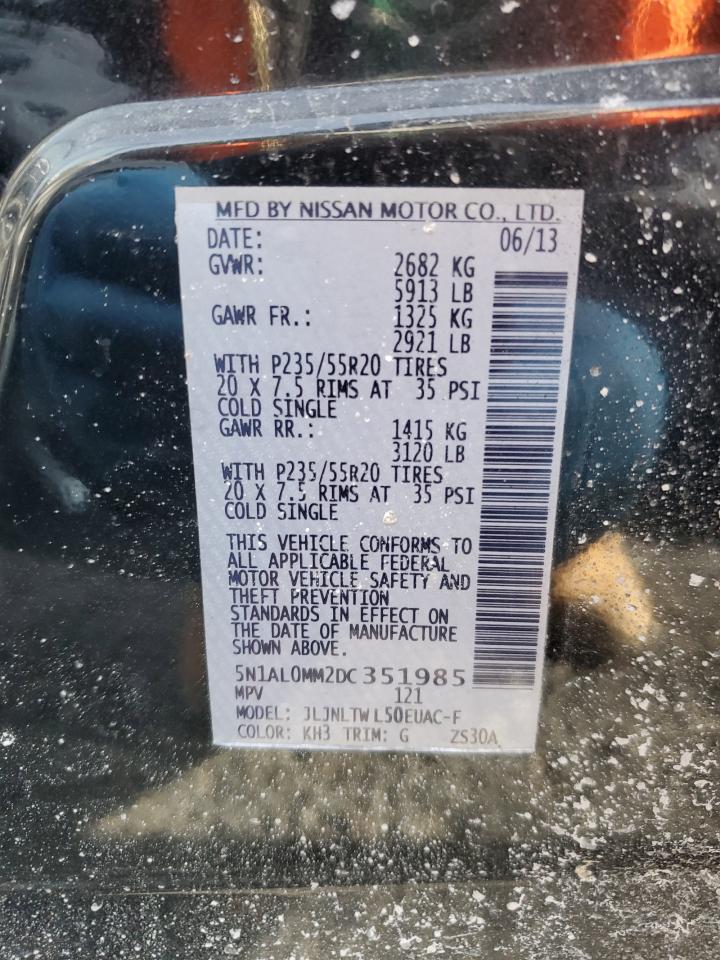 MFD BY NISSAN MOTOR CO., LTD.
DATE: 06/13
GVWR: 2682 KG
5913 LB
GAWR FR.: 1325 KG
2921 LB
WITH P235/55R20 TIRES
20 X 7.5 RIMS AT 35 PSI
COLD SINGLE
GAWR RR.: 1415 KG
3120 LB
WITH P235/55R20 TIRES
20 X 7.5 RIMS AT 35 PSI
COLD SINGLE
THIS VEHICLE CONFORMS TO
ALL APPLICABLE FEDERAL
MOTOR VEHICLE SAFETY AND
THEFT PREVENTION
STANDARDS IN EFFECT ON
THE DATE OF MANUFACTURE
SHOWN ABOVE.
5N1AL0MM2DC351985
MPV 121
MODEL: JLJNLTW L50EUAC-F
COLOR: KH3 TRIM: G ZS30A